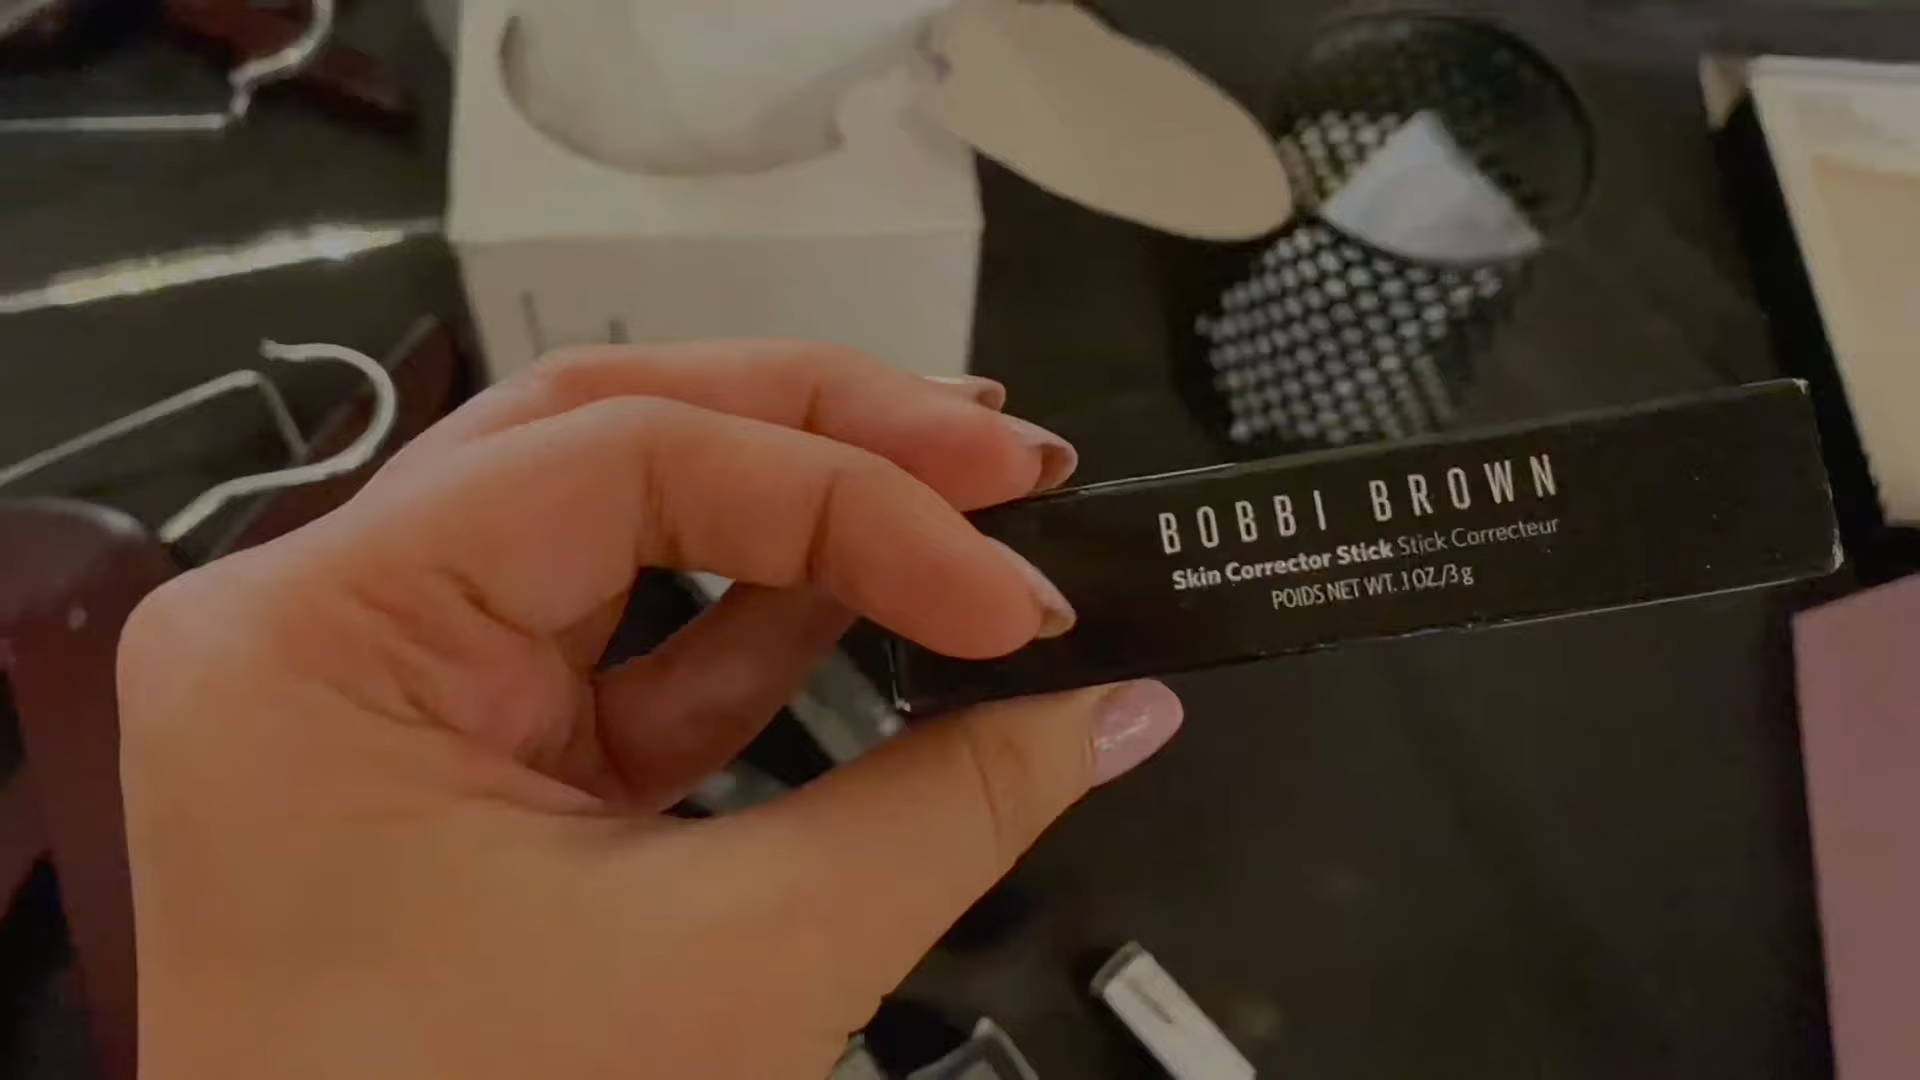 BOBBI BROWN
Skin Corrector Stick Stick Correcteur
POIDS NET WT. .1 OZ./3 g